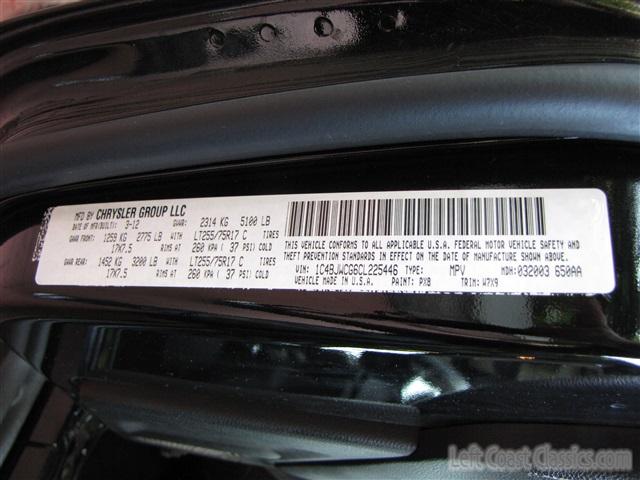 MFD BY CHRYSLER GROUP LLC
DATE OF MFR(BUILT): 3-12 GVWR: 2314 KG 5100 LB
GAWR FRONT: 1259 KG 2775 LB WITH LT255/75R17 C TIRES
17X7.5 RIMS AT 260 KPA ( 37 PSI) COLD
GAWR REAR: 1452 KG 3200 LB WITH LT255/75R17 C TIRES
17X7.5 RIMS AT 260 KPA ( 37 PSI) COLD
THIS VEHICLE CONFORMS TO ALL APPLICABLE U.S.A. FEDERAL MOTOR VEHICLE SAFETY AND
THEFT PREVENTION STANDARDS IN EFFECT ON THE DATE OF MANUFACTURE SHOWN ABOVE.
VIN: 1C4BJWCG6CL225446 TYPE: MPV MDH: 032003 650AA
VEHICLE MADE IN U.S.A. PAINT: PX8 TRIM: W7X9
Left Coast Classics.com